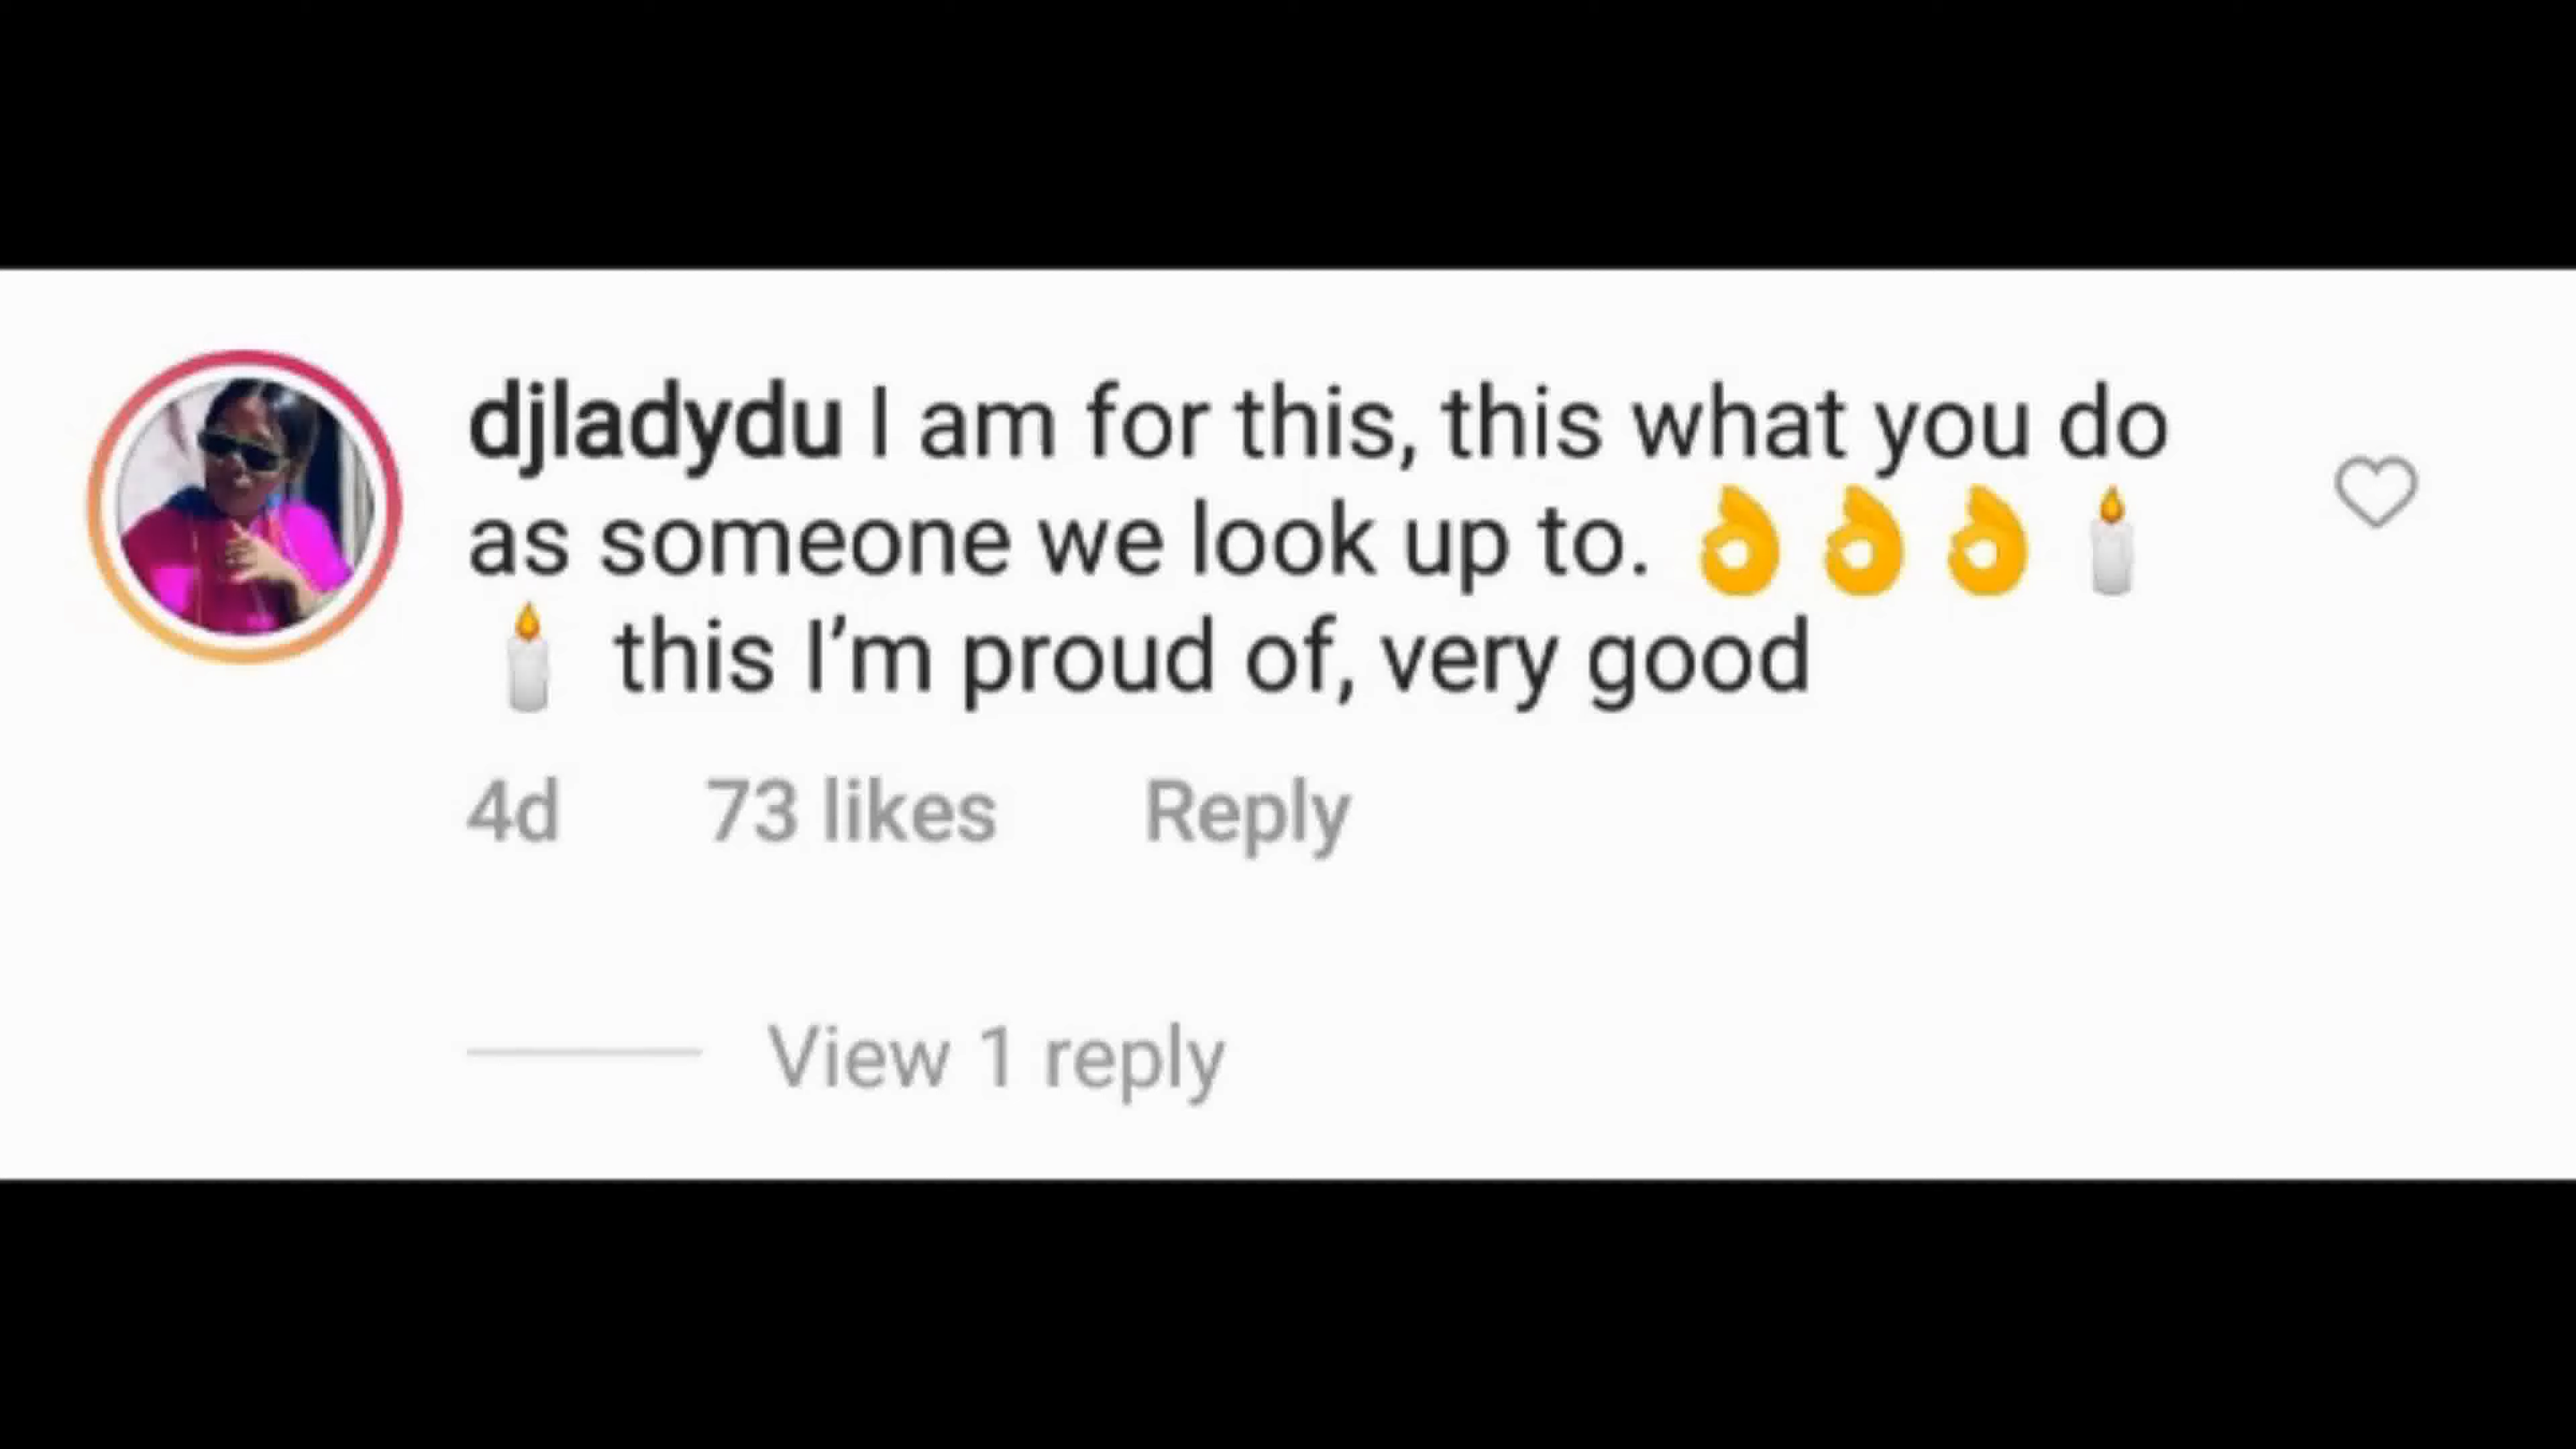 djladydu I am for this, this what you do
as someone we look up to. 👌👌👌🕯
🕯 this I’m proud of, very good
4d 73 likes Reply
View 1 reply